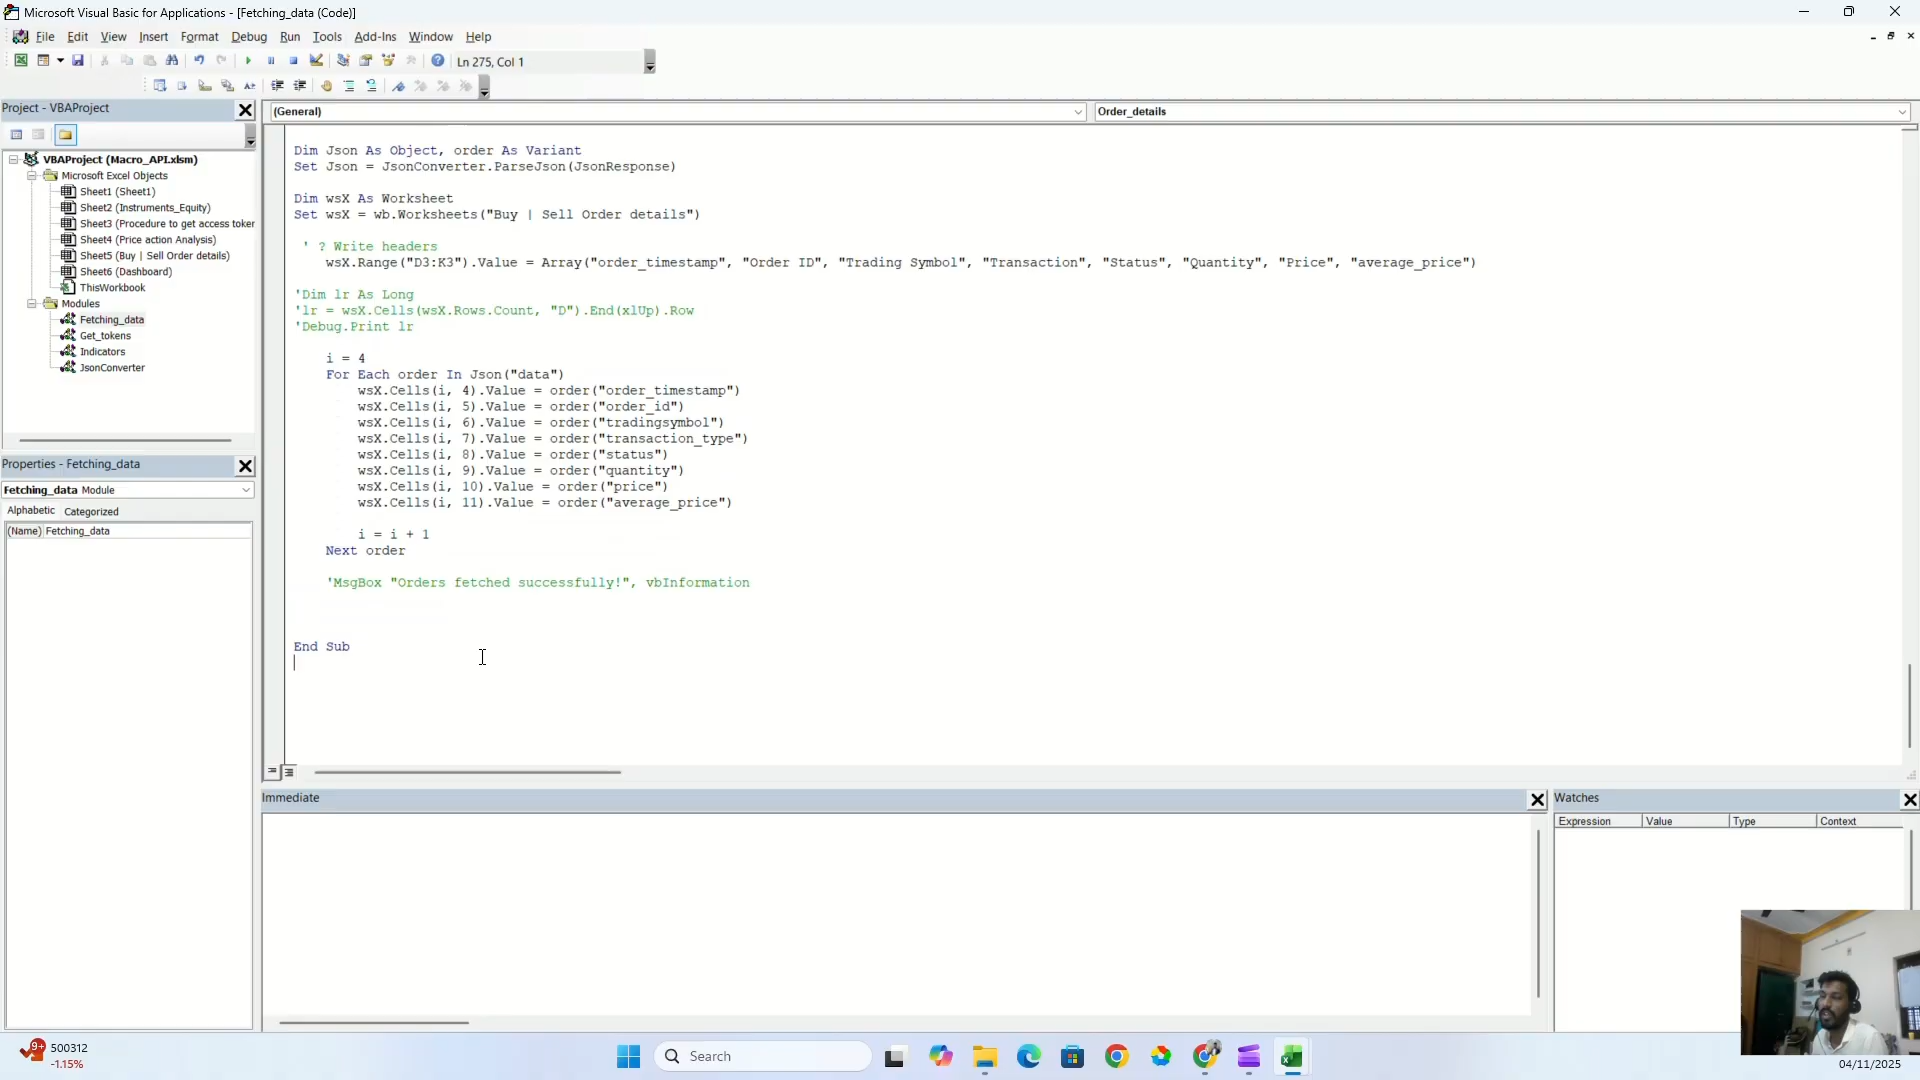 Microsoft Visual Basic for Applications - [Fetching_data (Code)]
File Edit View Insert Format Debug Run Tools Add-Ins Window Help
Ln 275, Col 1
Project - VBAProject
(General)
Order_details
VBAProject (Macro_API.xlsm)
Microsoft Excel Objects
Sheet1 (Sheet1)
Sheet2 (Instruments_Equity)
Sheet3 (Procedure to get access toker
Sheet4 (Price action Analysis)
Sheet5 (Buy | Sell Order details)
Sheet6 (Dashboard)
ThisWorkbook
Modules
Fetching_data
Get_tokens
Indicators
JsonConverter
Properties - Fetching_data
Fetching_data Module
Alphabetic Categorized
(Name) Fetching_data
Dim Json As Object, order As Variant
Set Json = JsonConverter.ParseJson(JsonResponse)
Dim wsX As Worksheet
Set wsX = wb.Worksheets("Buy | Sell Order details")
' ? Write headers
wsX.Range("D3:K3").Value = Array("order_timestamp", "Order ID", "Trading Symbol", "Transaction", "Status", "Quantity", "Price", "average_price")
'Dim lr As Long
'lr = wsX.Cells(wsX.Rows.Count, "D").End(xlUp).Row
'Debug.Print lr
i = 4
For Each order In Json("data")
wsX.Cells(i, 4).Value = order("order_timestamp")
wsX.Cells(i, 5).Value = order("order_id")
wsX.Cells(i, 6).Value = order("tradingsymbol")
wsX.Cells(i, 7).Value = order("transaction_type")
wsX.Cells(i, 8).Value = order("status")
wsX.Cells(i, 9).Value = order("quantity")
wsX.Cells(i, 10).Value = order("price")
wsX.Cells(i, 11).Value = order("average_price")
i = i + 1
Next order
'MsgBox "Orders fetched successfully!", vbInformation
End Sub
Immediate
Watches
Expression Value Type Context
9+
500312
-1.15%
Search
04/11/2025